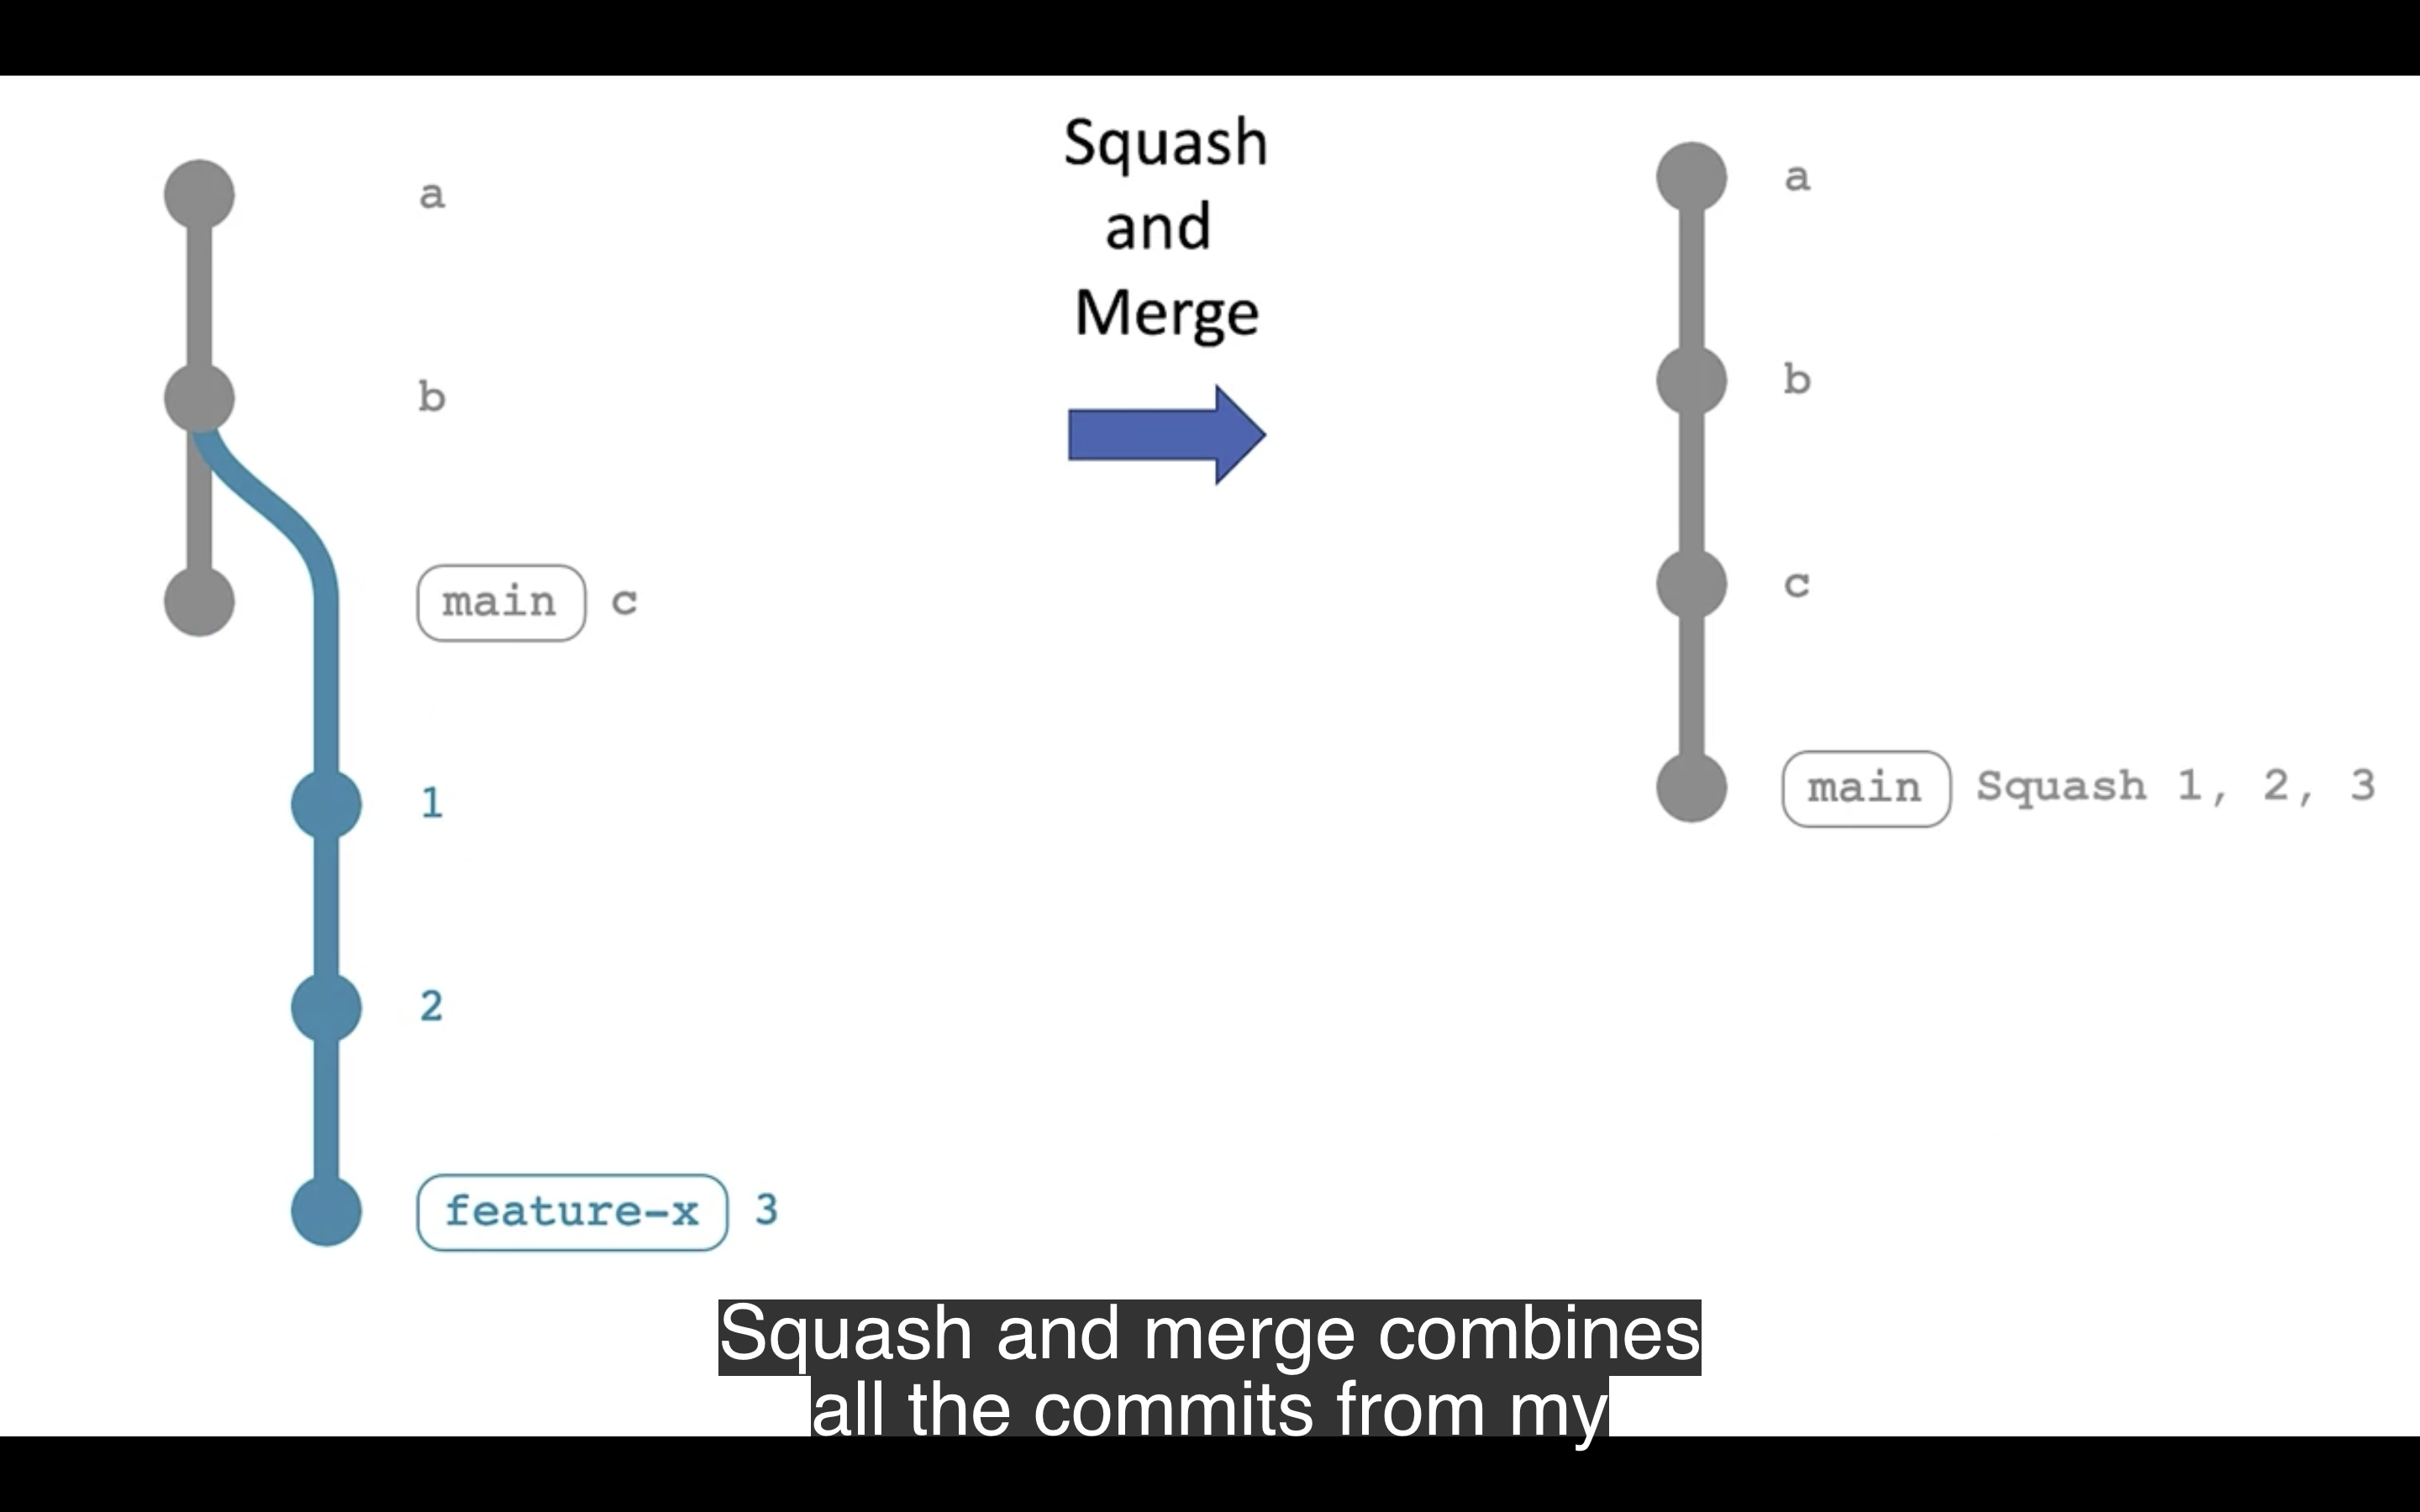 a
b
main c
1
2
feature-x 3
Squash
and
Merge
a
b
c
main Squash 1, 2, 3
Squash and merge combines
all the commits from my